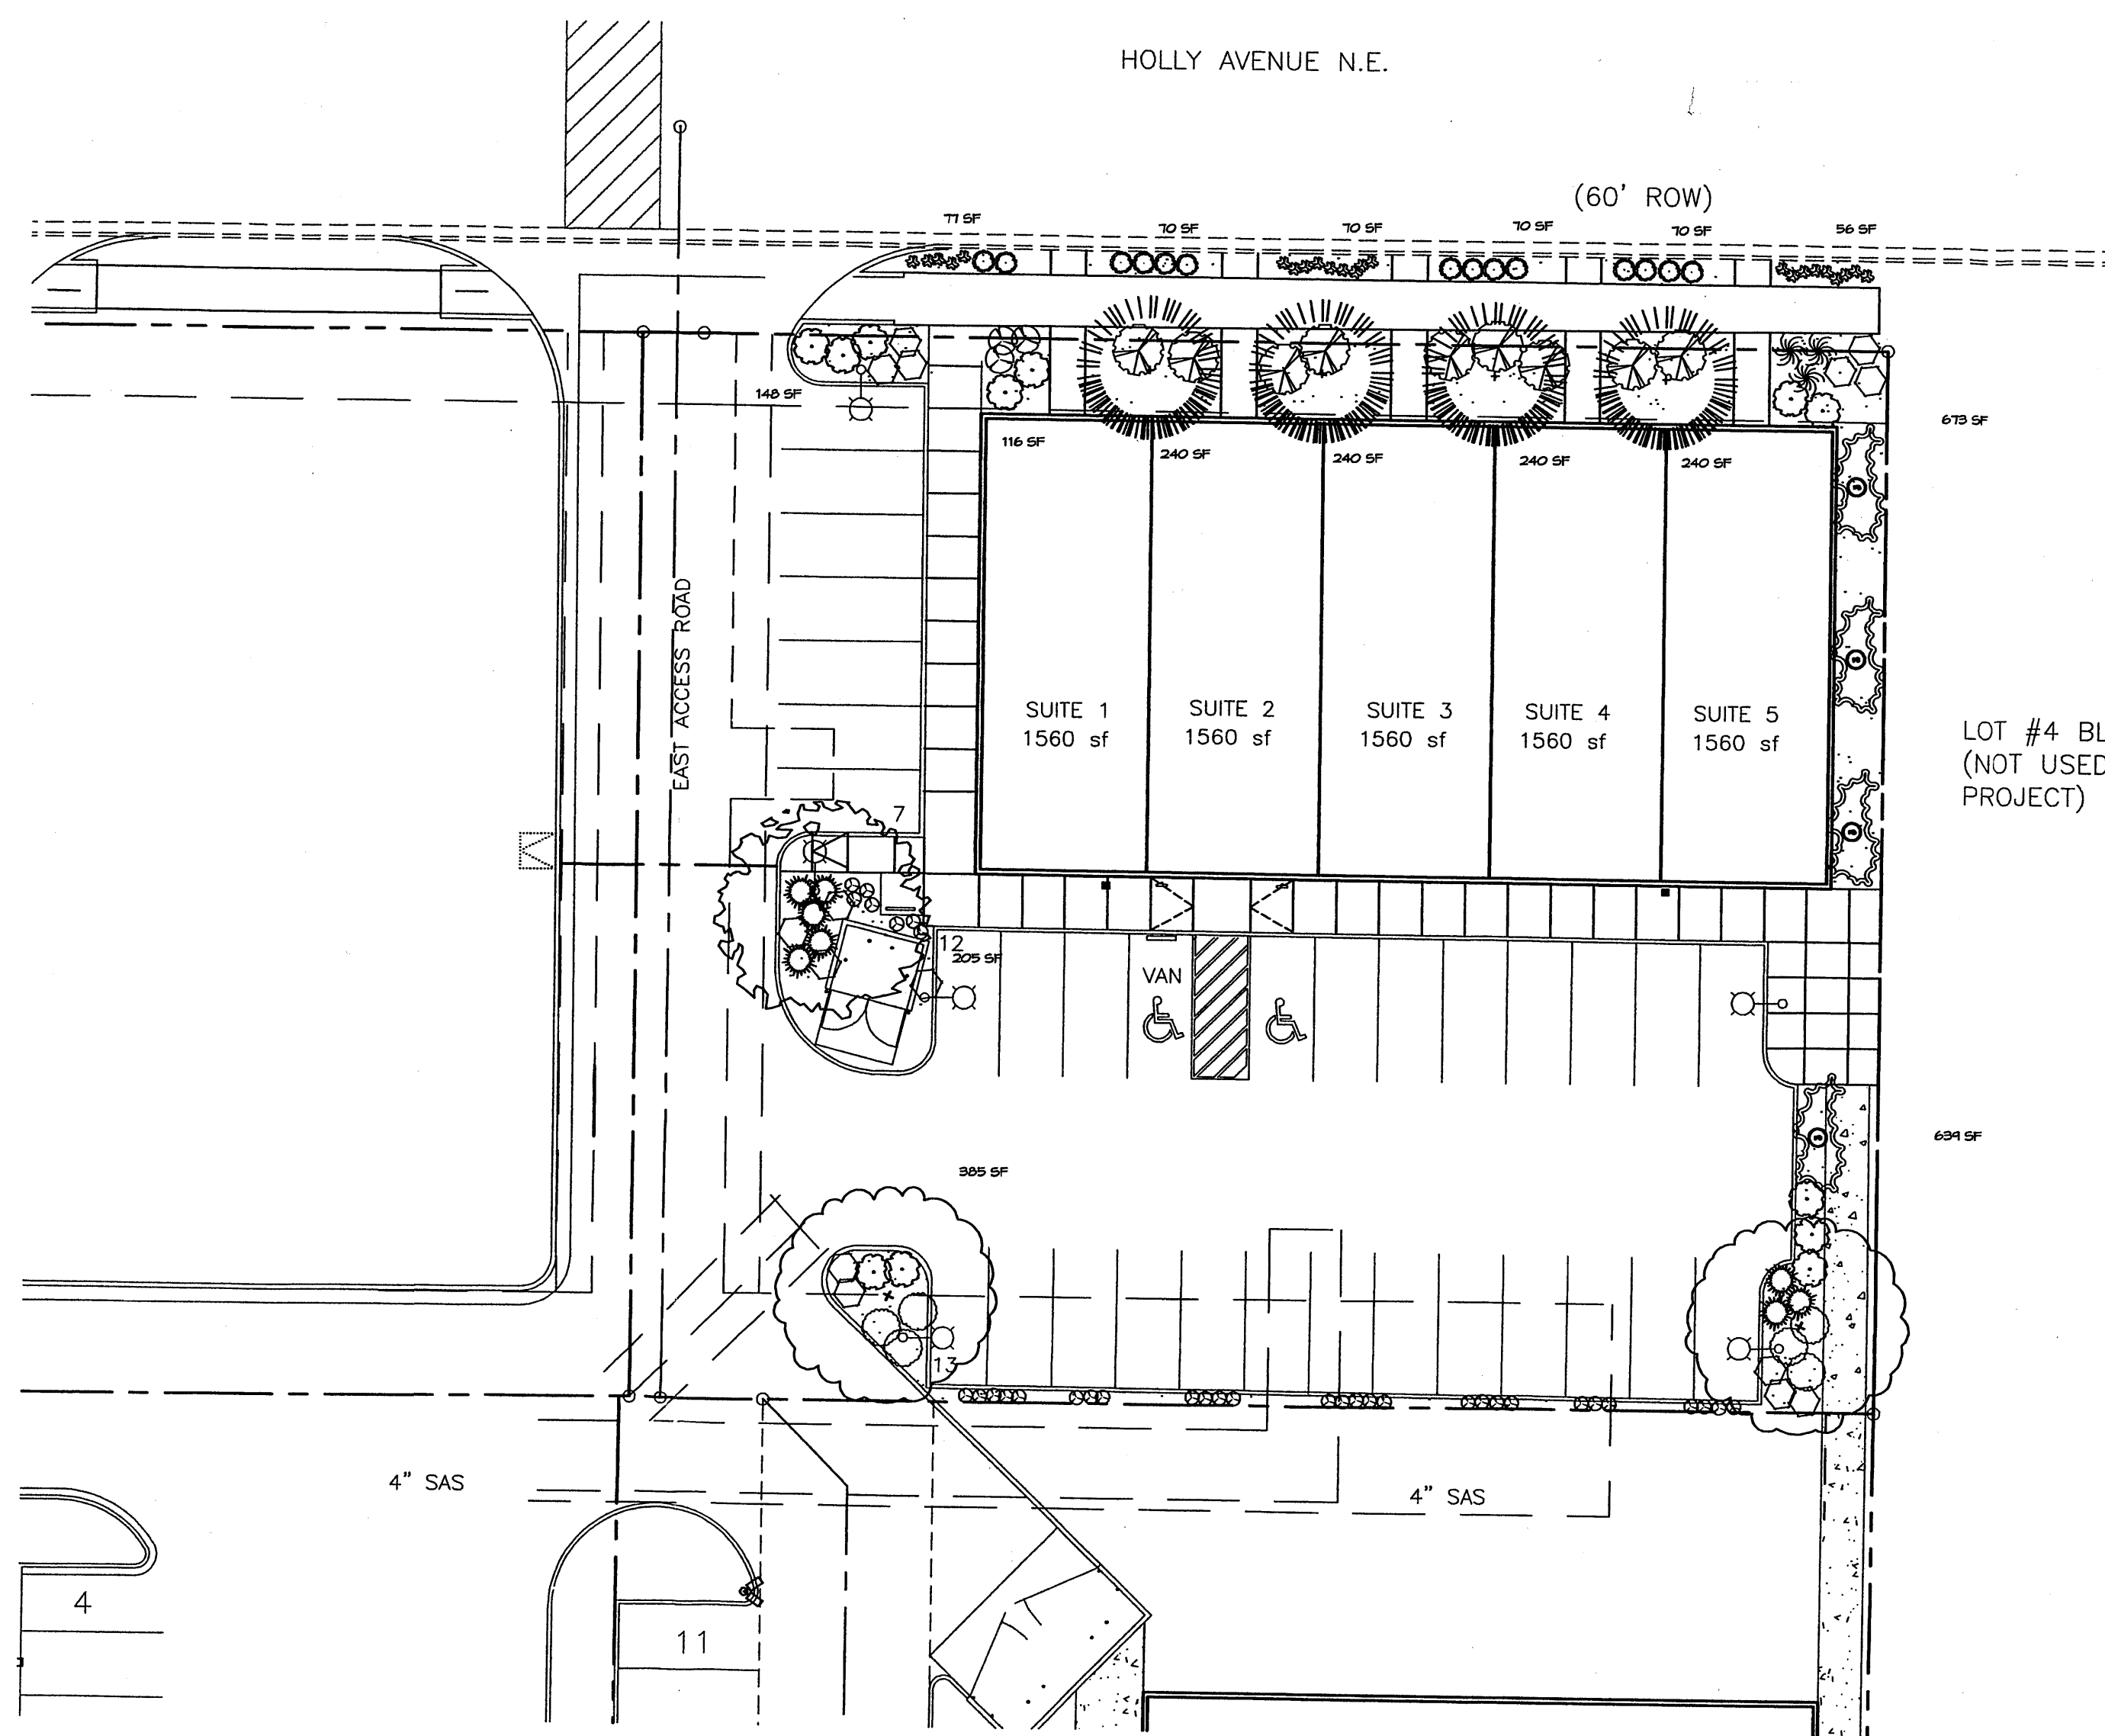 HOLLY AVENUE N.E.
(60' ROW)
77 SF
70 SF
70 SF
70 SF
70 SF
56 SF
148 SF
673 SF
116 SF
240 SF
240 SF
240 SF
240 SF
EAST ACCESS ROAD
SUITE 1
1560 sf
SUITE 2
1560 sf
SUITE 3
1560 sf
SUITE 4
1560 sf
SUITE 5
1560 sf
LOT #4 BL
(NOT USED
PROJECT)
7
12
205 SF
VAN
639 SF
385 SF
13
4" SAS
4" SAS
4
11